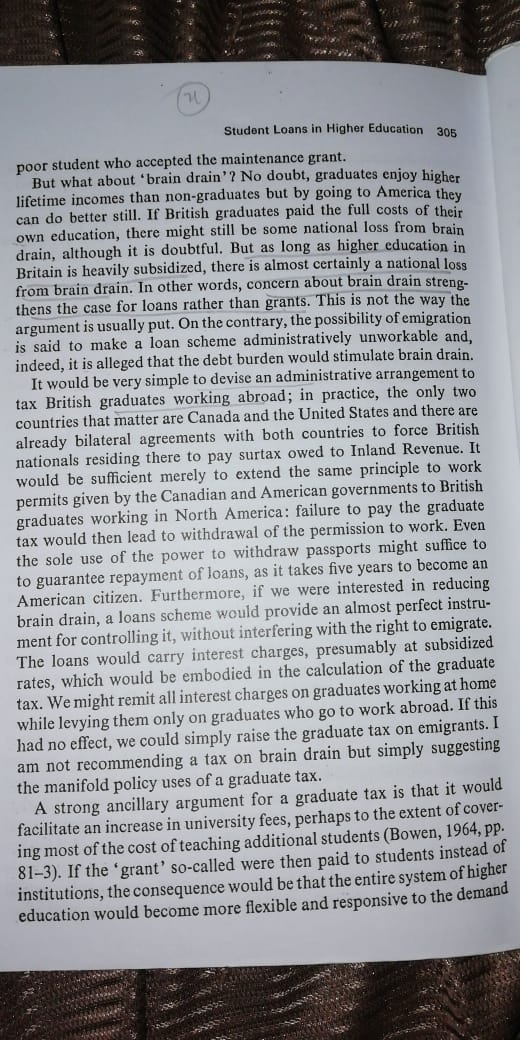 Student Loans in Higher Education 305
poor student who accepted the maintenance grant.
But what about ‘brain drain’? No doubt, graduates enjoy higher
lifetime incomes than non-graduates but by going to America they
can do better still. If British graduates paid the full costs of their
own education, there might still be some national loss from brain
drain, although it is doubtful. But as long as higher education in
Britain is heavily subsidized, there is almost certainly a national loss
from brain drain. In other words, concern about brain drain streng-
thens the case for loans rather than grants. This is not the way the
argument is usually put. On the contrary, the possibility of emigration
is said to make a loan scheme administratively unworkable and,
indeed, it is alleged that the debt burden would stimulate brain drain.
It would be very simple to devise an administrative arrangement to
tax British graduates working abroad; in practice, the only two
countries that matter are Canada and the United States and there are
already bilateral agreements with both countries to force British
nationals residing there to pay surtax owed to Inland Revenue. It
would be sufficient merely to extend the same principle to work
permits given by the Canadian and American governments to British
graduates working in North America: failure to pay the graduate
tax would then lead to withdrawal of the permission to work. Even
the sole use of the power to withdraw passports might suffice to
to guarantee repayment of loans, as it takes five years to become an
American citizen. Furthermore, if we were interested in reducing
brain drain, a loans scheme would provide an almost perfect instru-
ment for controlling it, without interfering with the right to emigrate.
The loans would carry interest charges, presumably at subsidized
rates, which would be embodied in the calculation of the graduate
tax. We might remit all interest charges on graduates working at home
while levying them only on graduates who go to work abroad. If this
had no effect, we could simply raise the graduate tax on emigrants. I
am not recommending a tax on brain drain but simply suggesting
the manifold policy uses of a graduate tax.
A strong ancillary argument for a graduate tax is that it would
facilitate an increase in university fees, perhaps to the extent of cover-
ing most of the cost of teaching additional students (Bowen, 1964, pp.
81–3). If the ‘grant’ so-called were then paid to students instead of
institutions, the consequence would be that the entire system of higher
education would become more flexible and responsive to the demand